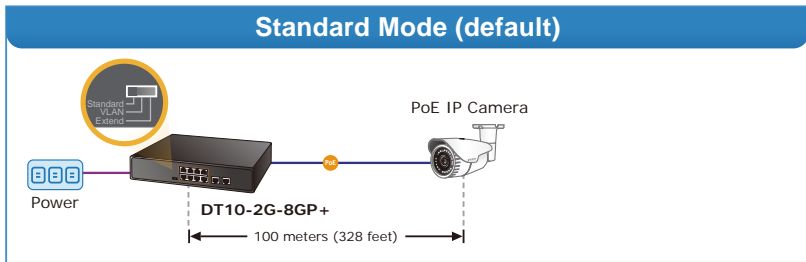 Standard Mode (default)
Standard
VLAN
Extend
PoE IP Camera
PoE
Power
DT10-2G-8GP+
100 meters (328 feet)